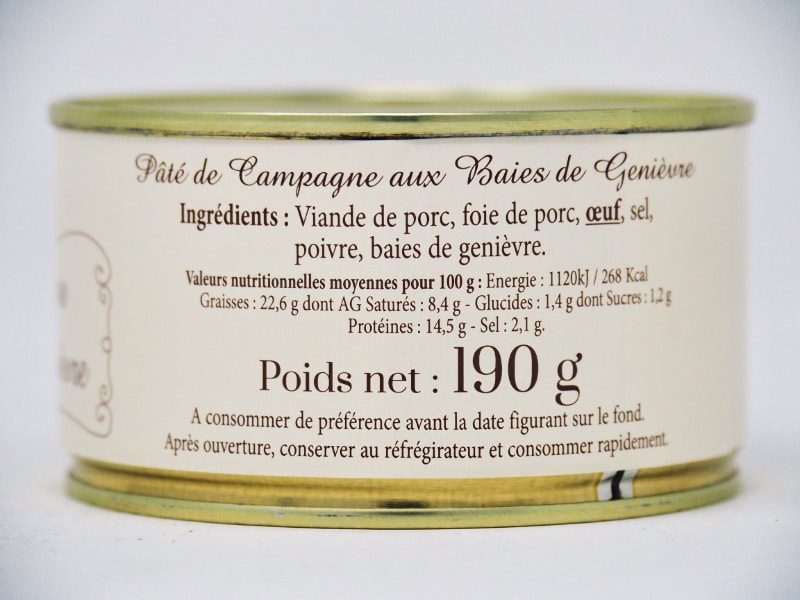 Pâté de Campagne aux Baies de Genièvre
Ingrédients : Viande de porc, foie de porc, œuf, sel,
poivre, baies de genièvre.
Valeurs nutritionnelles moyennes pour 100 g : Energie : 1120kJ / 268 Kcal
Graisses : 22,6 g dont AG Saturés : 8,4 g - Glucides : 1,4 g dont Sucres : 1,2 g
Protéines : 14,5 g - Sel : 2,1 g.
Poids net : 190 g
A consommer de préférence avant la date figurant sur le fond.
Après ouverture, conserver au réfrégirateur et consommer rapidement.